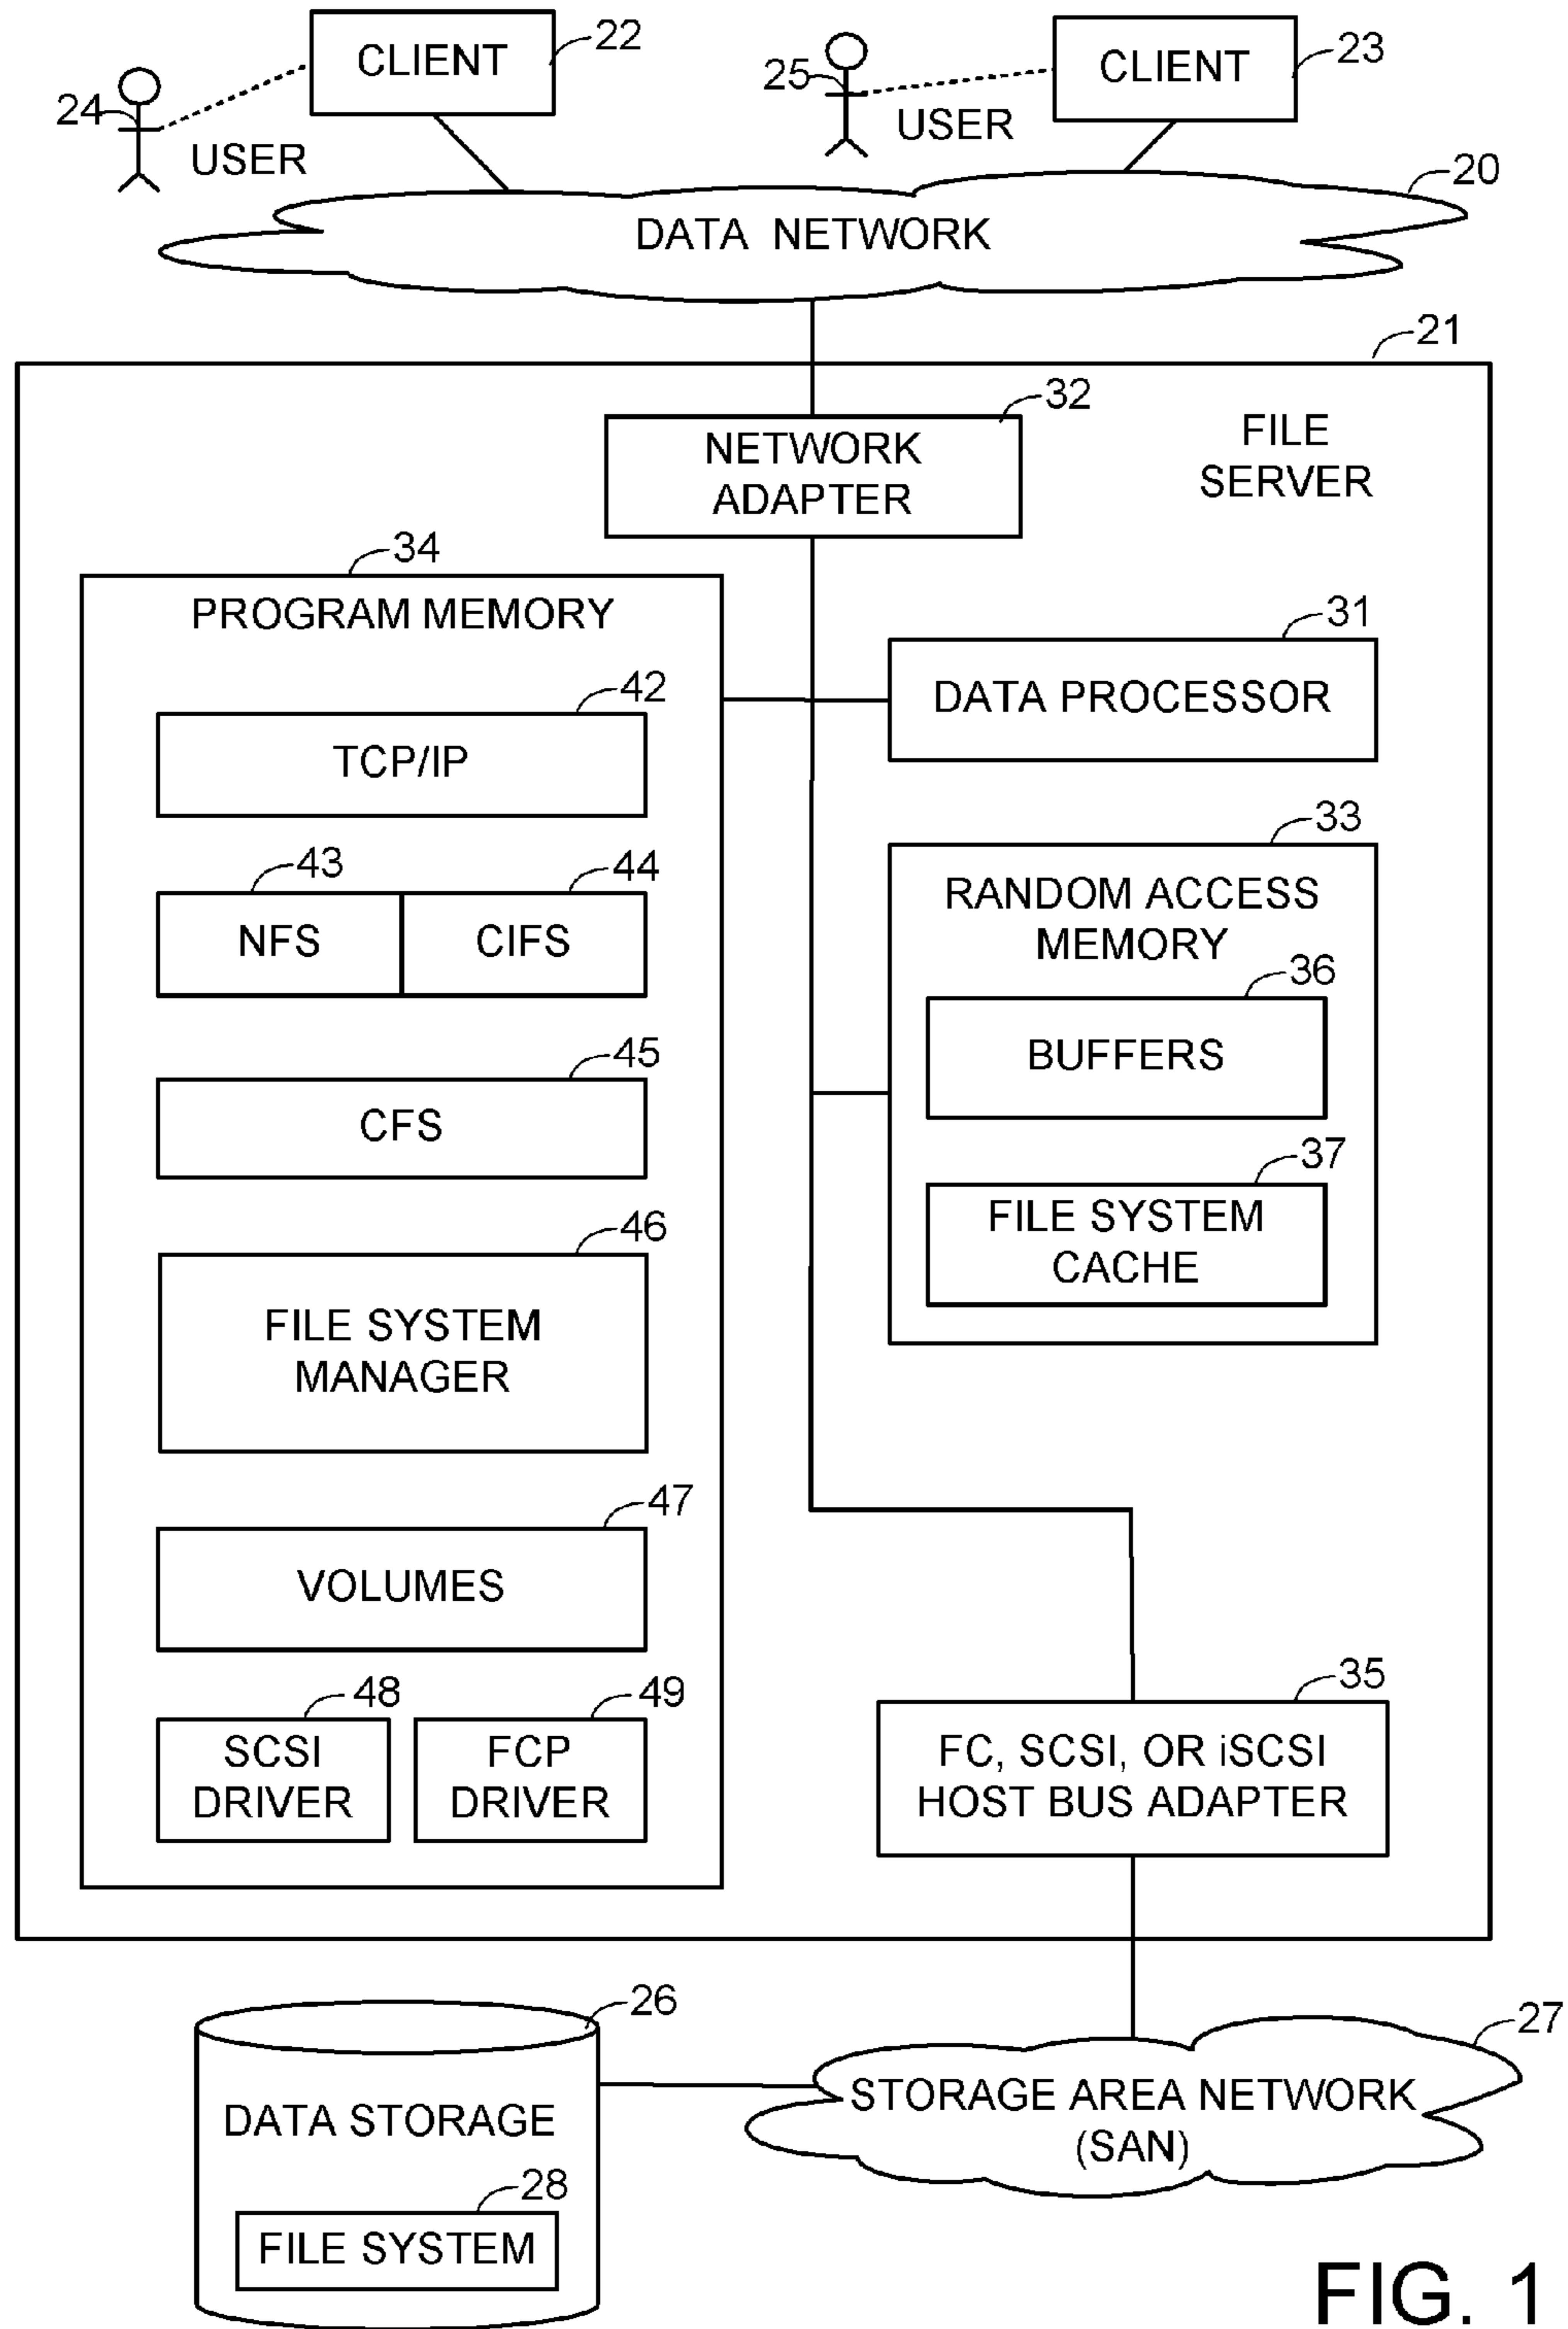 CLIENT
22
CLIENT
23
24
USER
25
USER
20
DATA NETWORK
21
32
NETWORK
ADAPTER
FILE
SERVER
34
PROGRAM MEMORY
31
DATA PROCESSOR
42
TCP/IP
43
44
NFS
CIFS
33
RANDOM ACCESS
MEMORY
36
BUFFERS
45
CFS
37
FILE SYSTEM
CACHE
46
FILE SYSTEM
MANAGER
47
VOLUMES
48
49
SCSI
DRIVER
FCP
DRIVER
35
FC, SCSI, OR iSCSI
HOST BUS ADAPTER
26
DATA STORAGE
28
FILE SYSTEM
27
STORAGE AREA NETWORK
(SAN)
FIG. 1